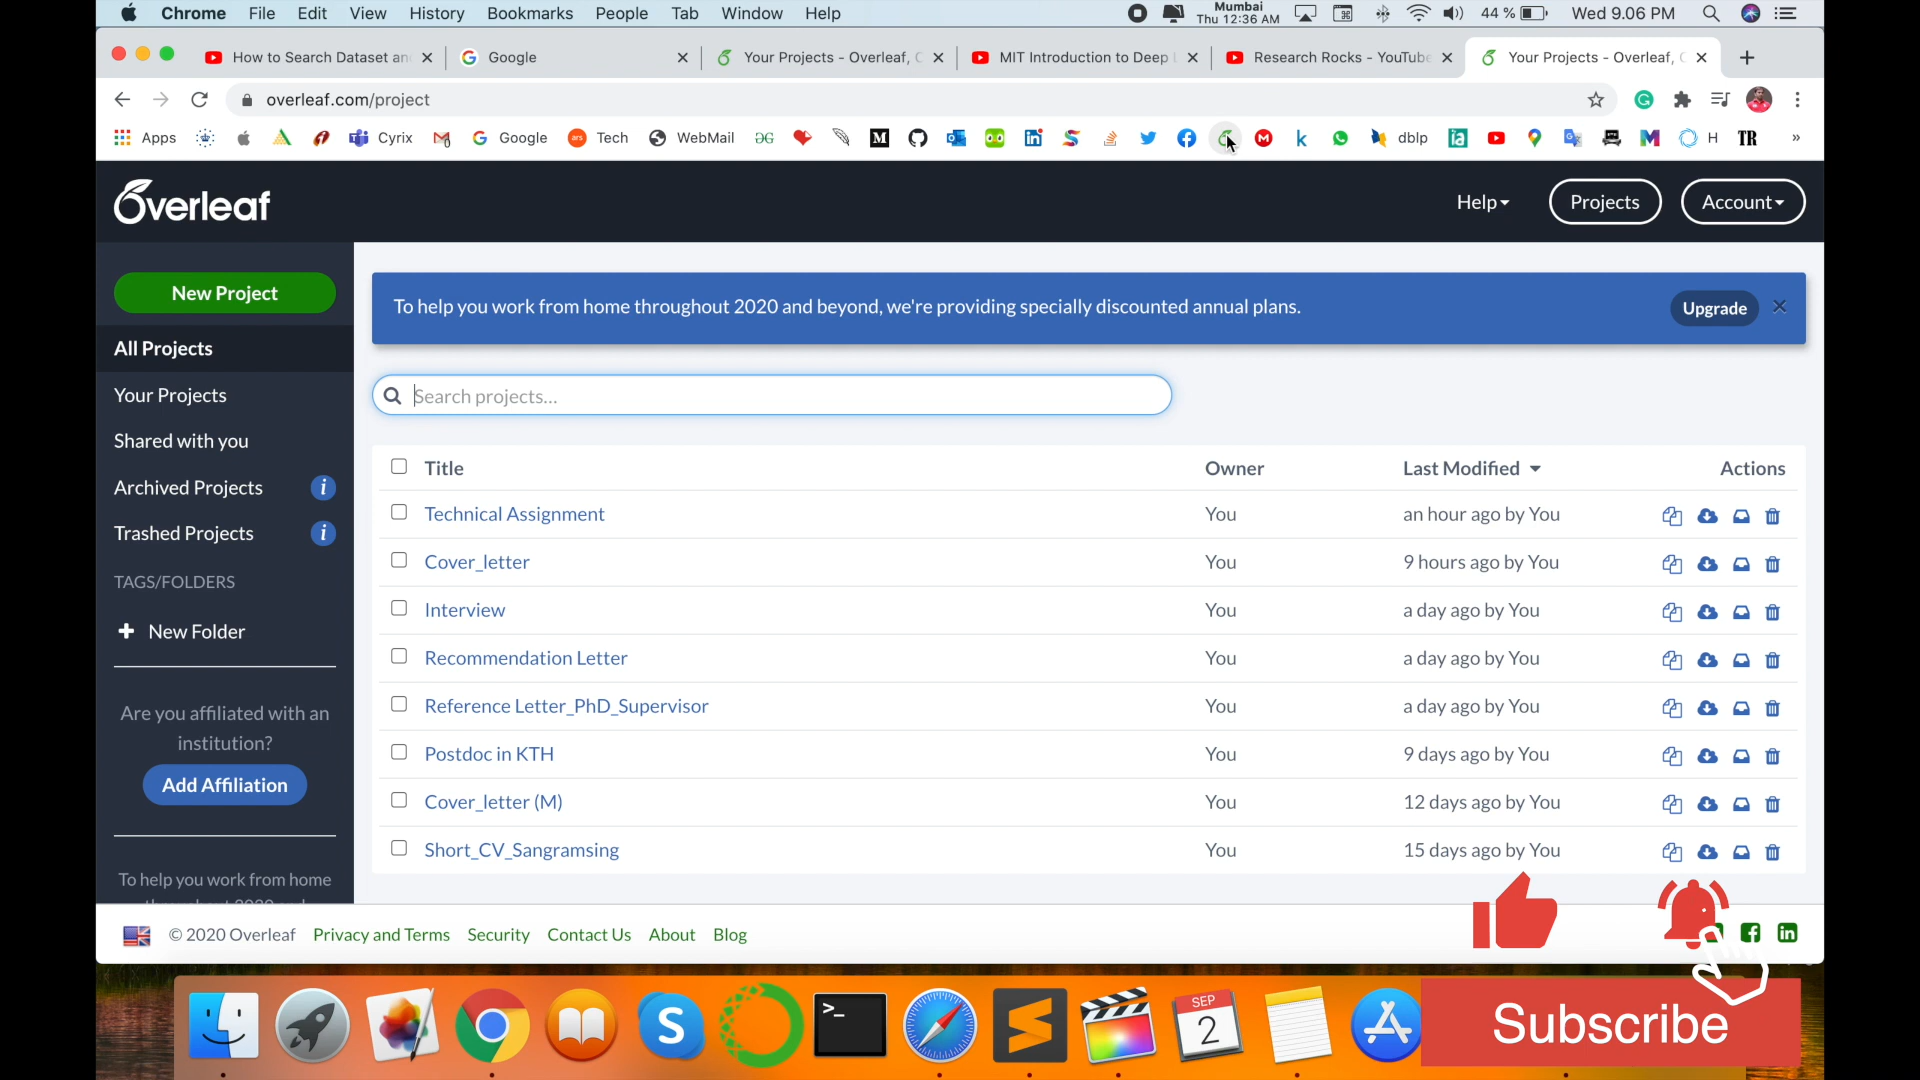 Chrome File Edit View History Bookmarks People Tab Window Help
Mumbai
Thu 12:36 AM
44 %
Wed 9.06 PM
How to Search Dataset an
Google
Your Projects - Overleaf, C
MIT Introduction to Deep L
Research Rocks - YouTube
Your Projects - Overleaf, C
overleaf.com/project
Apps
Cyrix
Google
ars
Tech
WebMail
dblp
H
TR
Overleaf
Help
Projects
Account
New Project
All Projects
Your Projects
Shared with you
Archived Projects
Trashed Projects
TAGS/FOLDERS
New Folder
Are you affiliated with an
institution?
Add Affiliation
To help you work from home
To help you work from home throughout 2020 and beyond, we're providing specially discounted annual plans.
Upgrade
Search projects...
Title Owner Last Modified Actions
Technical Assignment You an hour ago by You
Cover_letter You 9 hours ago by You
Interview You a day ago by You
Recommendation Letter You a day ago by You
Reference Letter_PhD_Supervisor You a day ago by You
Postdoc in KTH You 9 days ago by You
Cover_letter (M) You 12 days ago by You
Short_CV_Sangramsing You 15 days ago by You
© 2020 Overleaf Privacy and Terms Security Contact Us About Blog
SEP
2
Subscribe